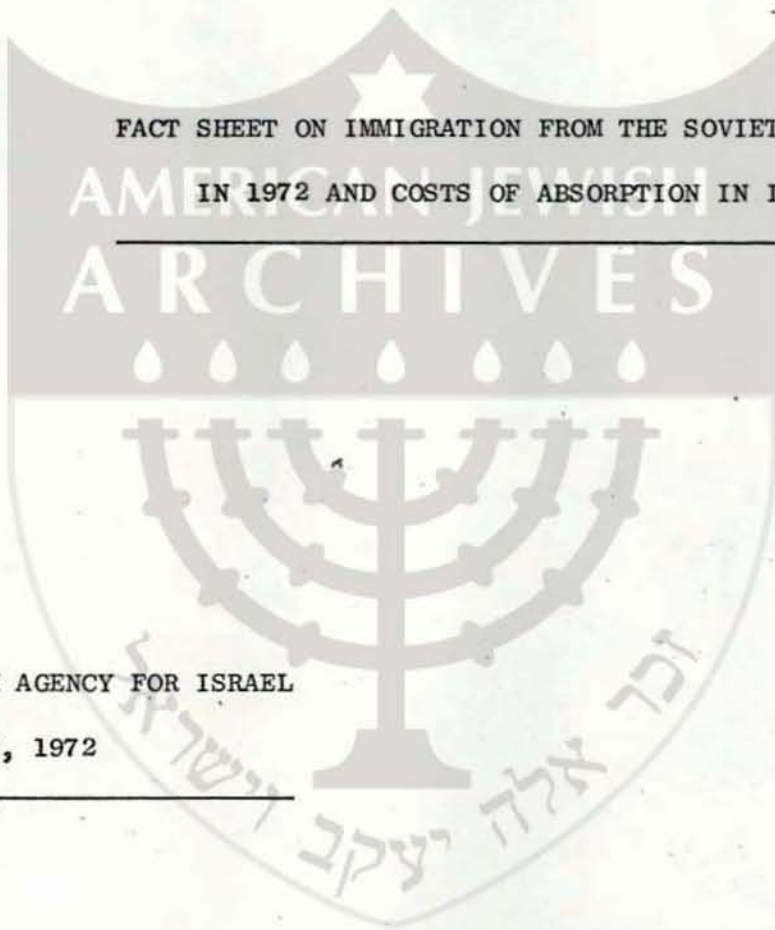 FACT SHEET ON IMMIGRATION FROM THE SOVIET
IN 1972 AND COSTS OF ABSORPTION IN I
AMERICAN JEWISH
ARCHIVES
AGENCY FOR ISRAEL
, 1972
זכר אלה יעקב וישראל